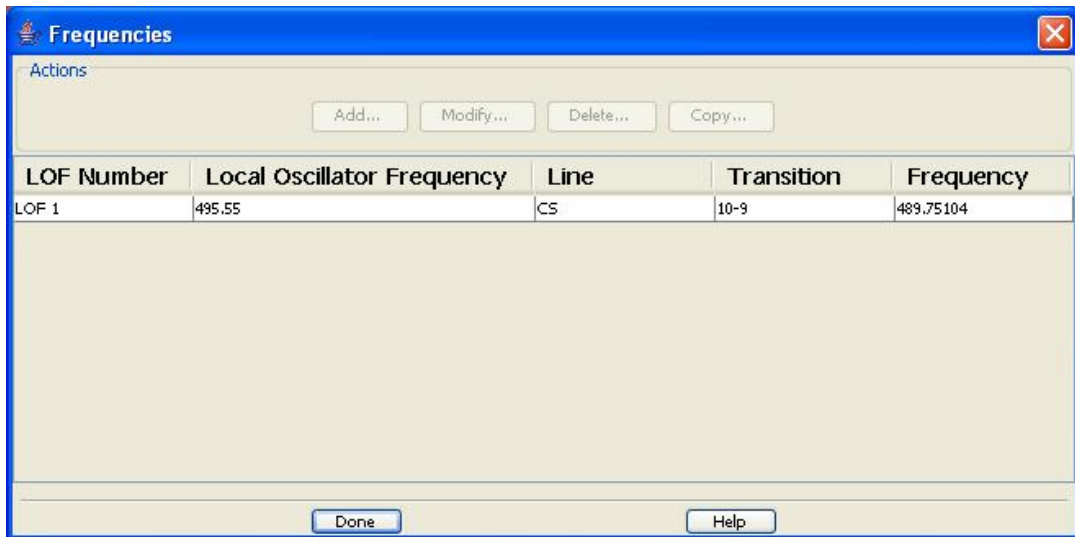 Frequencies
Actions
Add... Modify... Delete... Copy...
LOF Number Local Oscillator Frequency Line Transition Frequency
LOF 1 495.55 CS 10-9 489.75104
Done Help